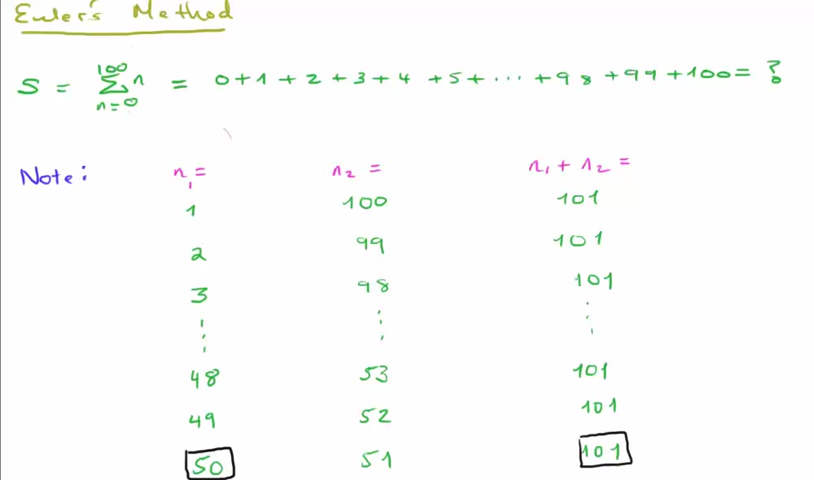 Euler's Method
S = 100 Σ n=0 n = 0+1+2+3+4+5+...+98+99+100=?
Note: n₁= n₂= n₁+n₂=
1 100 101
2 99 101
3 98 101
⋮ ⋮ ⋮
48 53 101
49 52 101
50 51 101